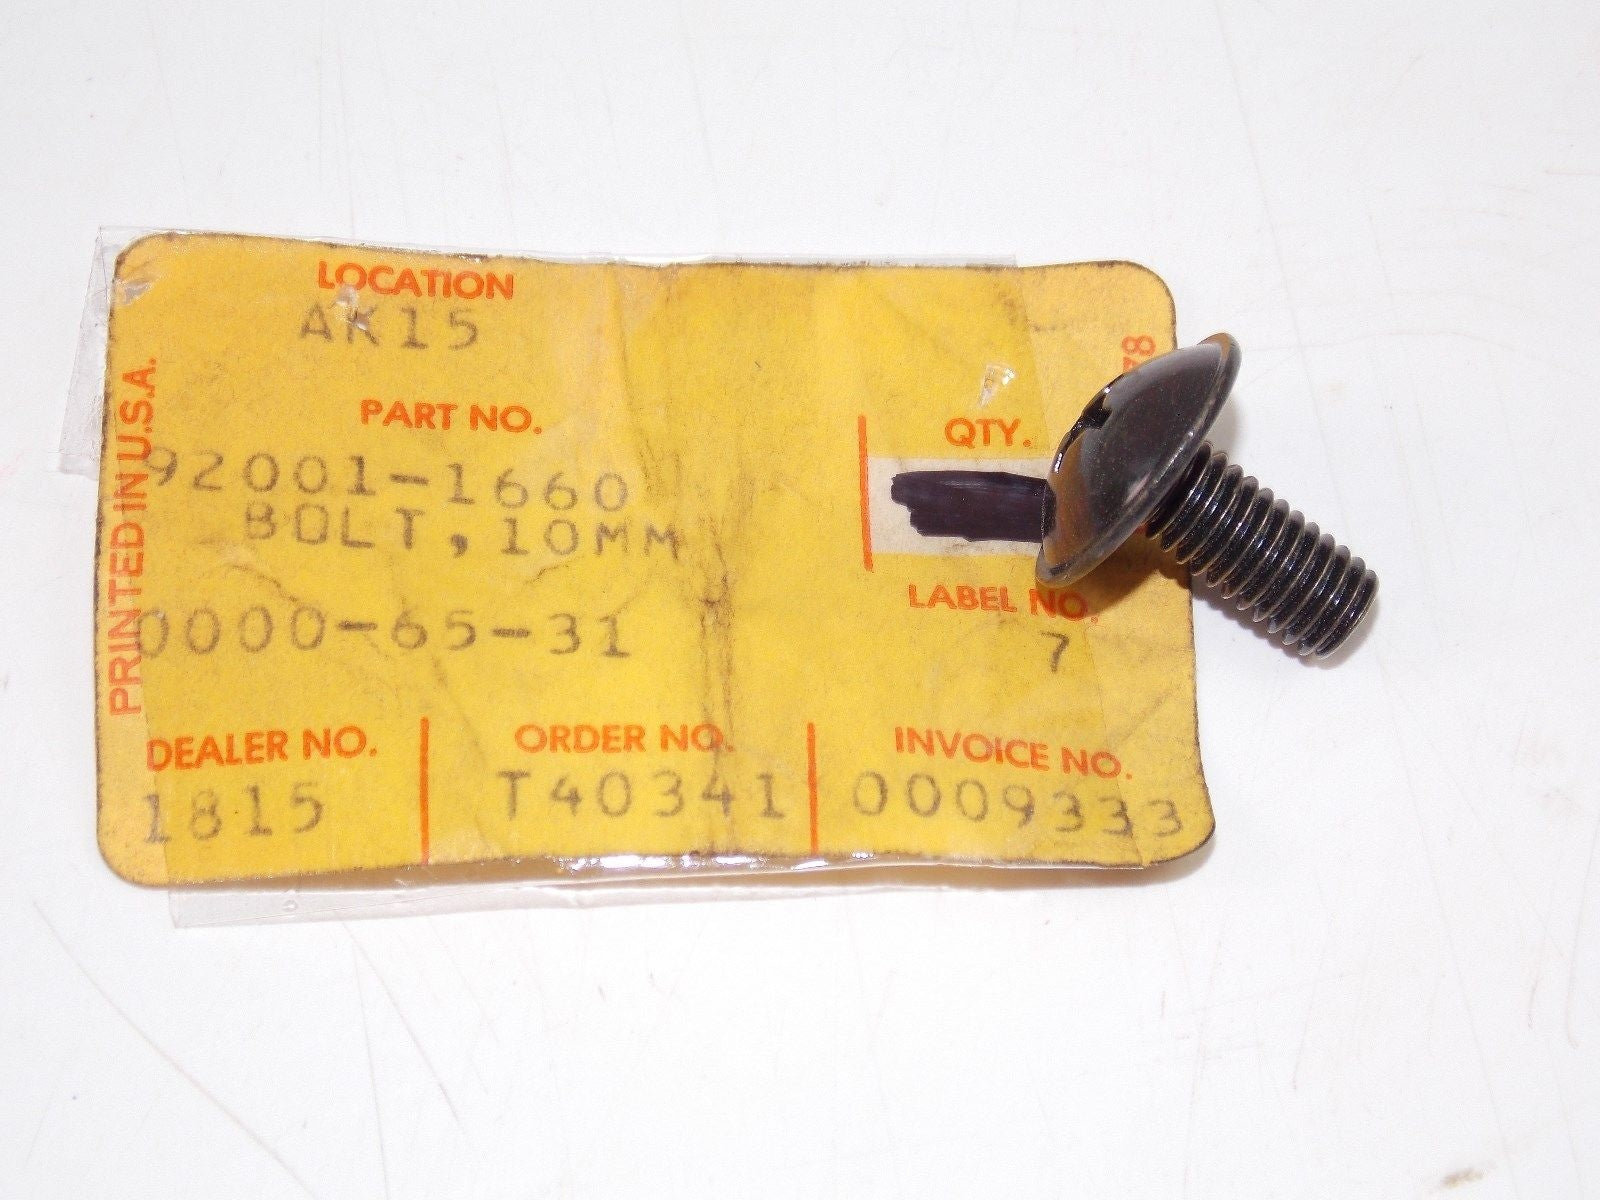 LOCATION
AK15
PART NO.
QTY.
92001-1660
BOLT, 10MM
0000-65-31
LABEL NO.
7
DEALER NO.
ORDER NO.
INVOICE NO.
1815
T40341
0009333
PRINTED IN U.S.A.